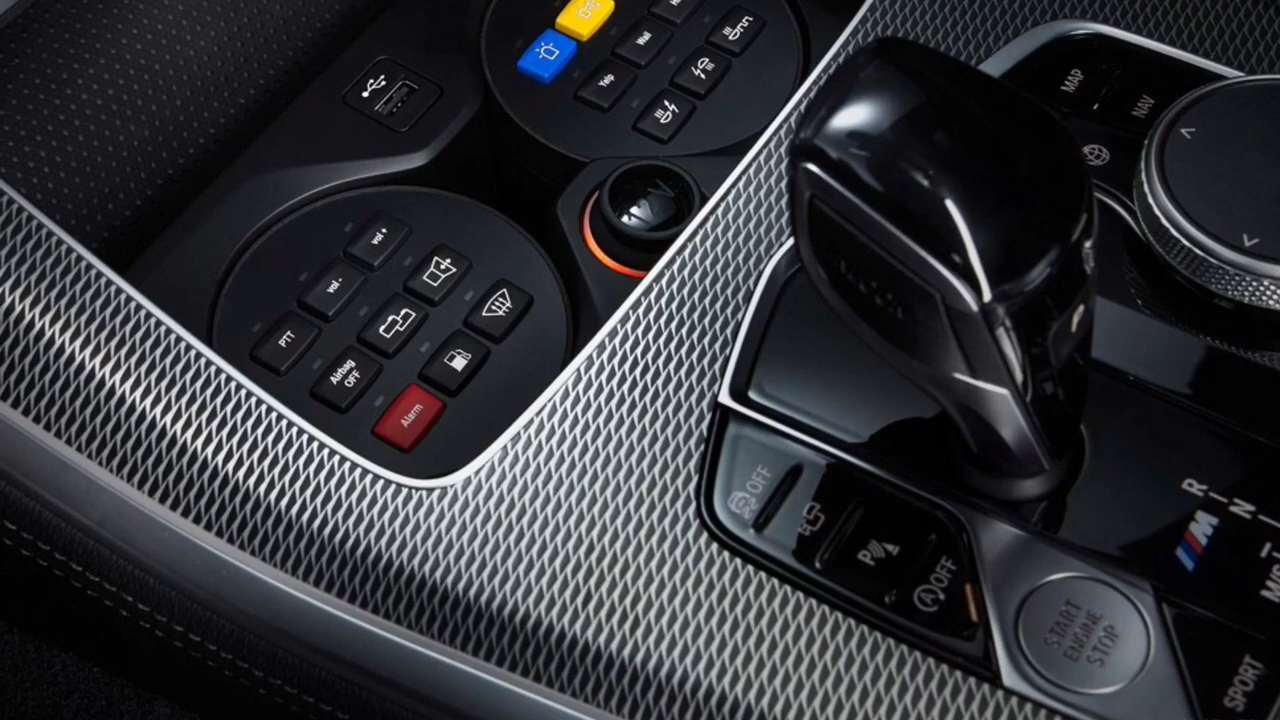 Wail
Yelp
vol +
vol -
PTT
Airbag
OFF
Alarm
MAP
NAV
OFF
P
OFF
R
N
M
START
ENGINE
STOP
SPORT